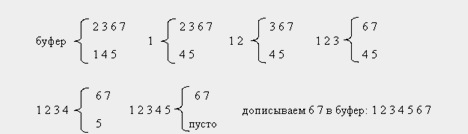 буфер { 2 3 6 7 1 { 2 3 6 7 1 2 { 3 6 7 1 2 3 { 6 7
1 4 5 4 5 4 5 4 5
1 2 3 4 { 6 7 1 2 3 4 5 { 6 7 дописываем 6 7 в буфер: 1 2 3 4 5 6 7
5 пусто